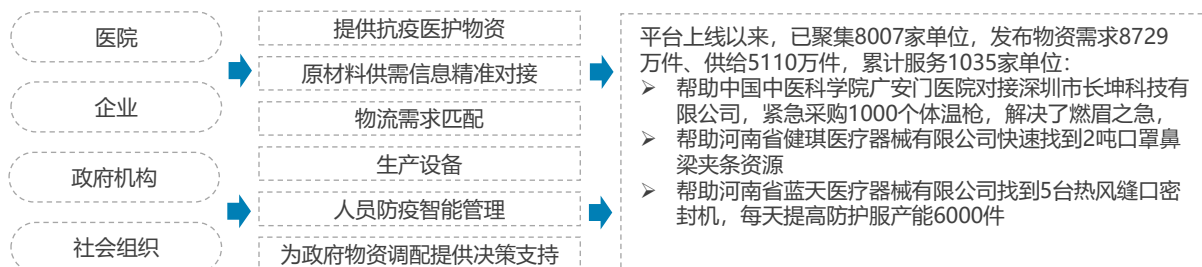 医院
企业
政府机构
社会组织
提供抗疫医护物资
原材料供需信息精准对接
物流需求匹配
生产设备
人员防疫智能管理
为政府物资调配提供决策支持
平台上线以来，已聚集8007家单位，发布物资需求8729
万件、供给5110万件，累计服务1035家单位：
➢ 帮助中国中医科学院广安门医院对接深圳市长坤科技有
限公司，紧急采购1000个体温枪，解决了燃眉之急，
➢ 帮助河南省健琪医疗器械有限公司快速找到2吨口罩鼻
梁夹条资源
➢ 帮助河南省蓝天医疗器械有限公司找到5台热风缝口密
封机，每天提高防护服产能6000件